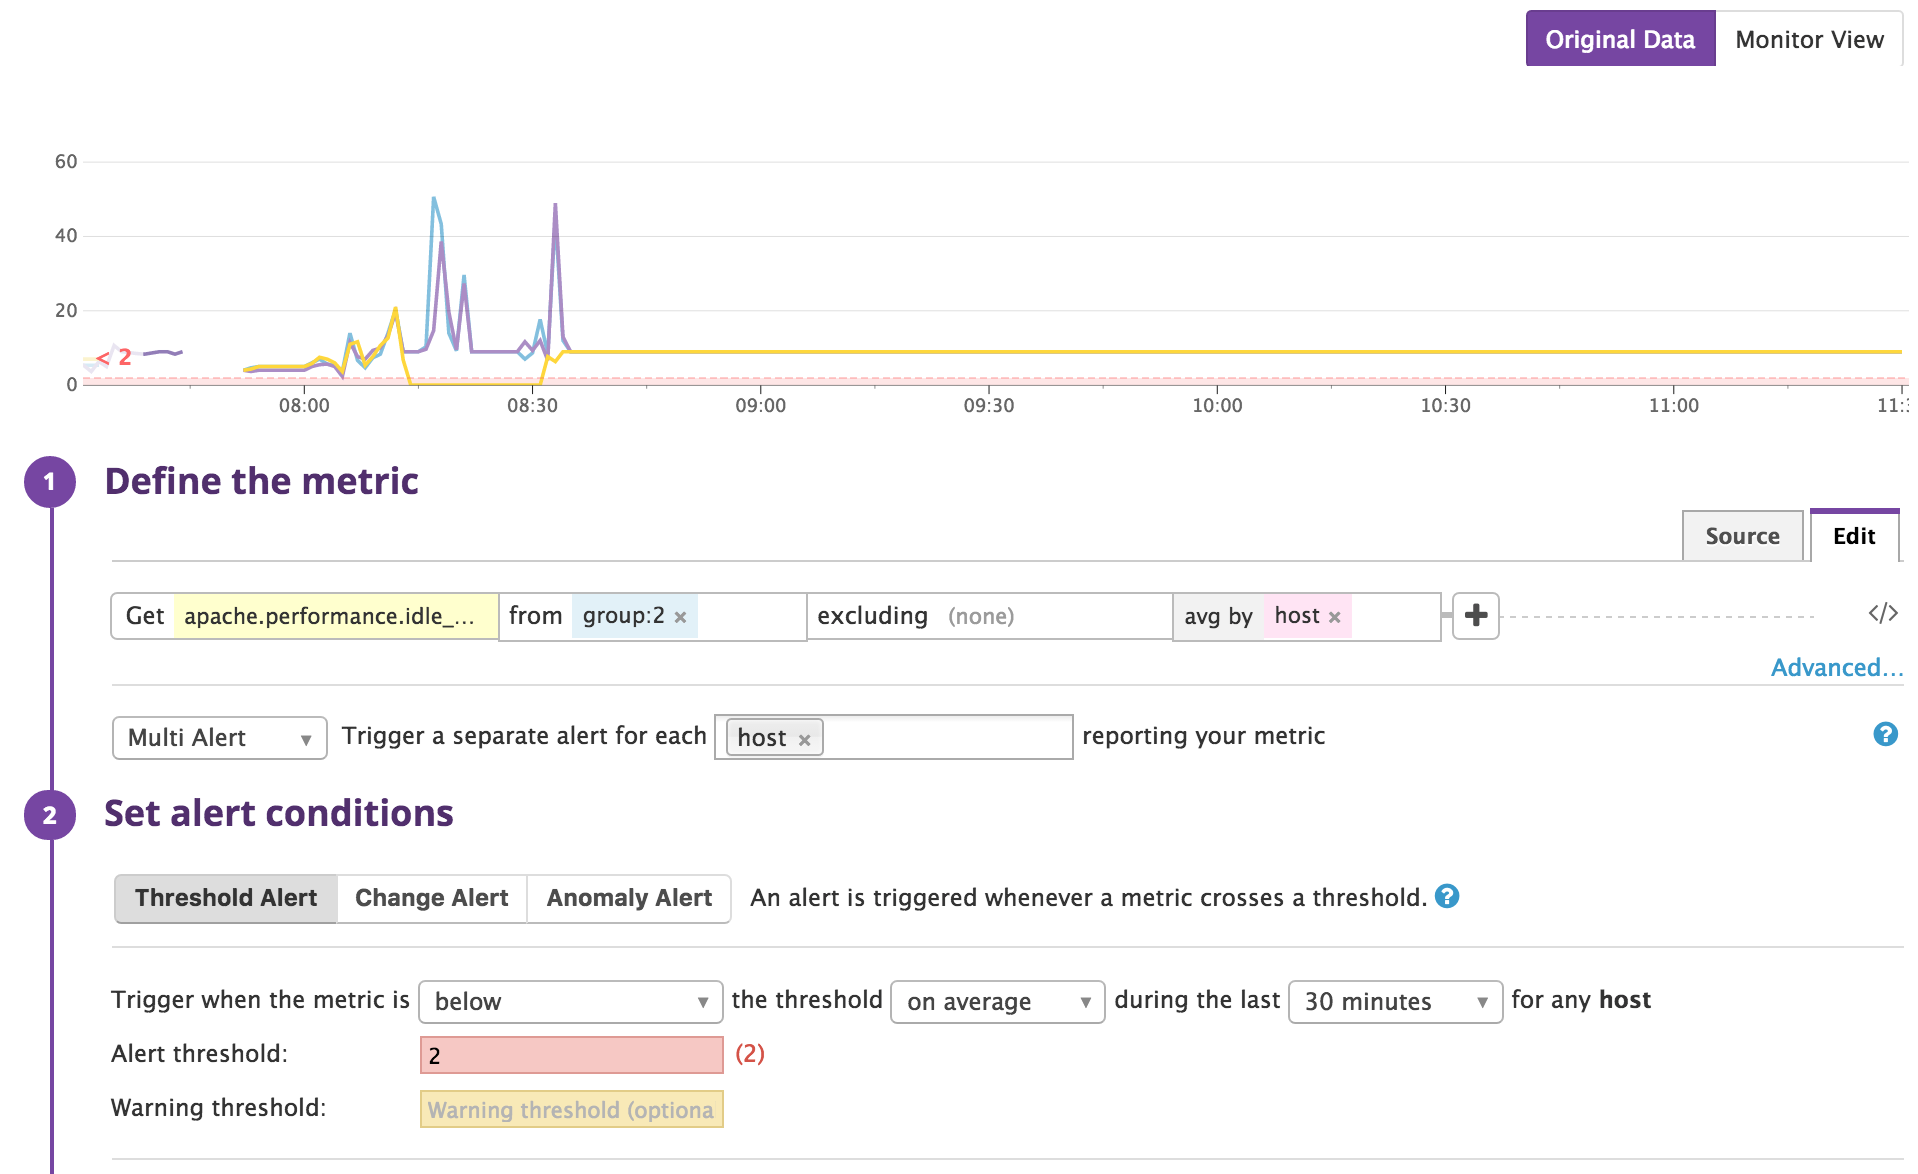 Original Data Monitor View
60
40
20
0
< 2
08:00 08:30 09:00 09:30 10:00 10:30 11:00 11:3
1 Define the metric
Source Edit
Get apache.performance.idle_... from group:2 × excluding (none) avg by host × + </>
Advanced...
Multi Alert ▼ Trigger a separate alert for each host × reporting your metric ?
2 Set alert conditions
Threshold Alert Change Alert Anomaly Alert An alert is triggered whenever a metric crosses a threshold. ?
Trigger when the metric is below ▼ the threshold on average ▼ during the last 30 minutes ▼ for any host
Alert threshold: 2 (2)
Warning threshold: Warning threshold (optiona